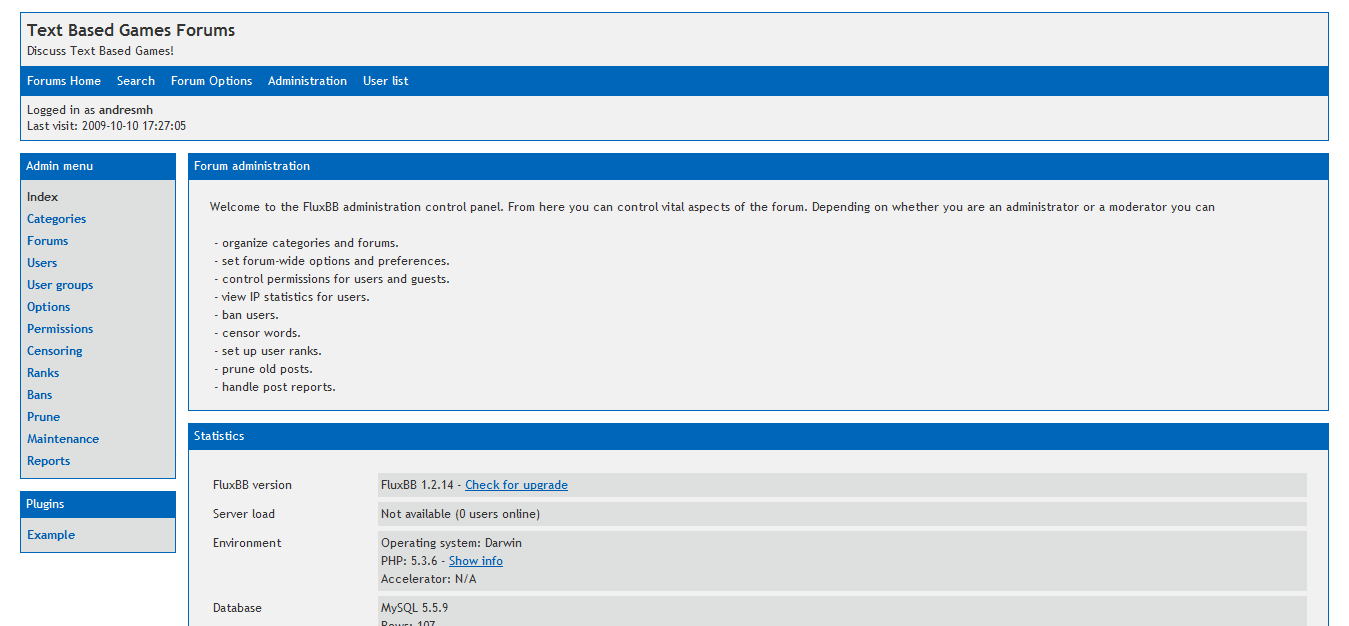 Text Based Games Forums
Discuss Text Based Games!
Forums Home Search Forum Options Administration User list
Logged in as andresmh
Last visit: 2009-10-10 17:27:05
Admin menu
Index
Categories
Forums
Users
User groups
Options
Permissions
Censoring
Ranks
Bans
Prune
Maintenance
Reports
Plugins
Example
Forum administration
Welcome to the FluxBB administration control panel. From here you can control vital aspects of the forum. Depending on whether you are an administrator or a moderator you can
- organize categories and forums.
- set forum-wide options and preferences.
- control permissions for users and guests.
- view IP statistics for users.
- ban users.
- censor words.
- set up user ranks.
- prune old posts.
- handle post reports.
Statistics
FluxBB version FluxBB 1.2.14 - Check for upgrade
Server load Not available (0 users online)
Environment Operating system: Darwin
PHP: 5.3.6 - Show info
Accelerator: N/A
Database MySQL 5.5.9
Rows: 107